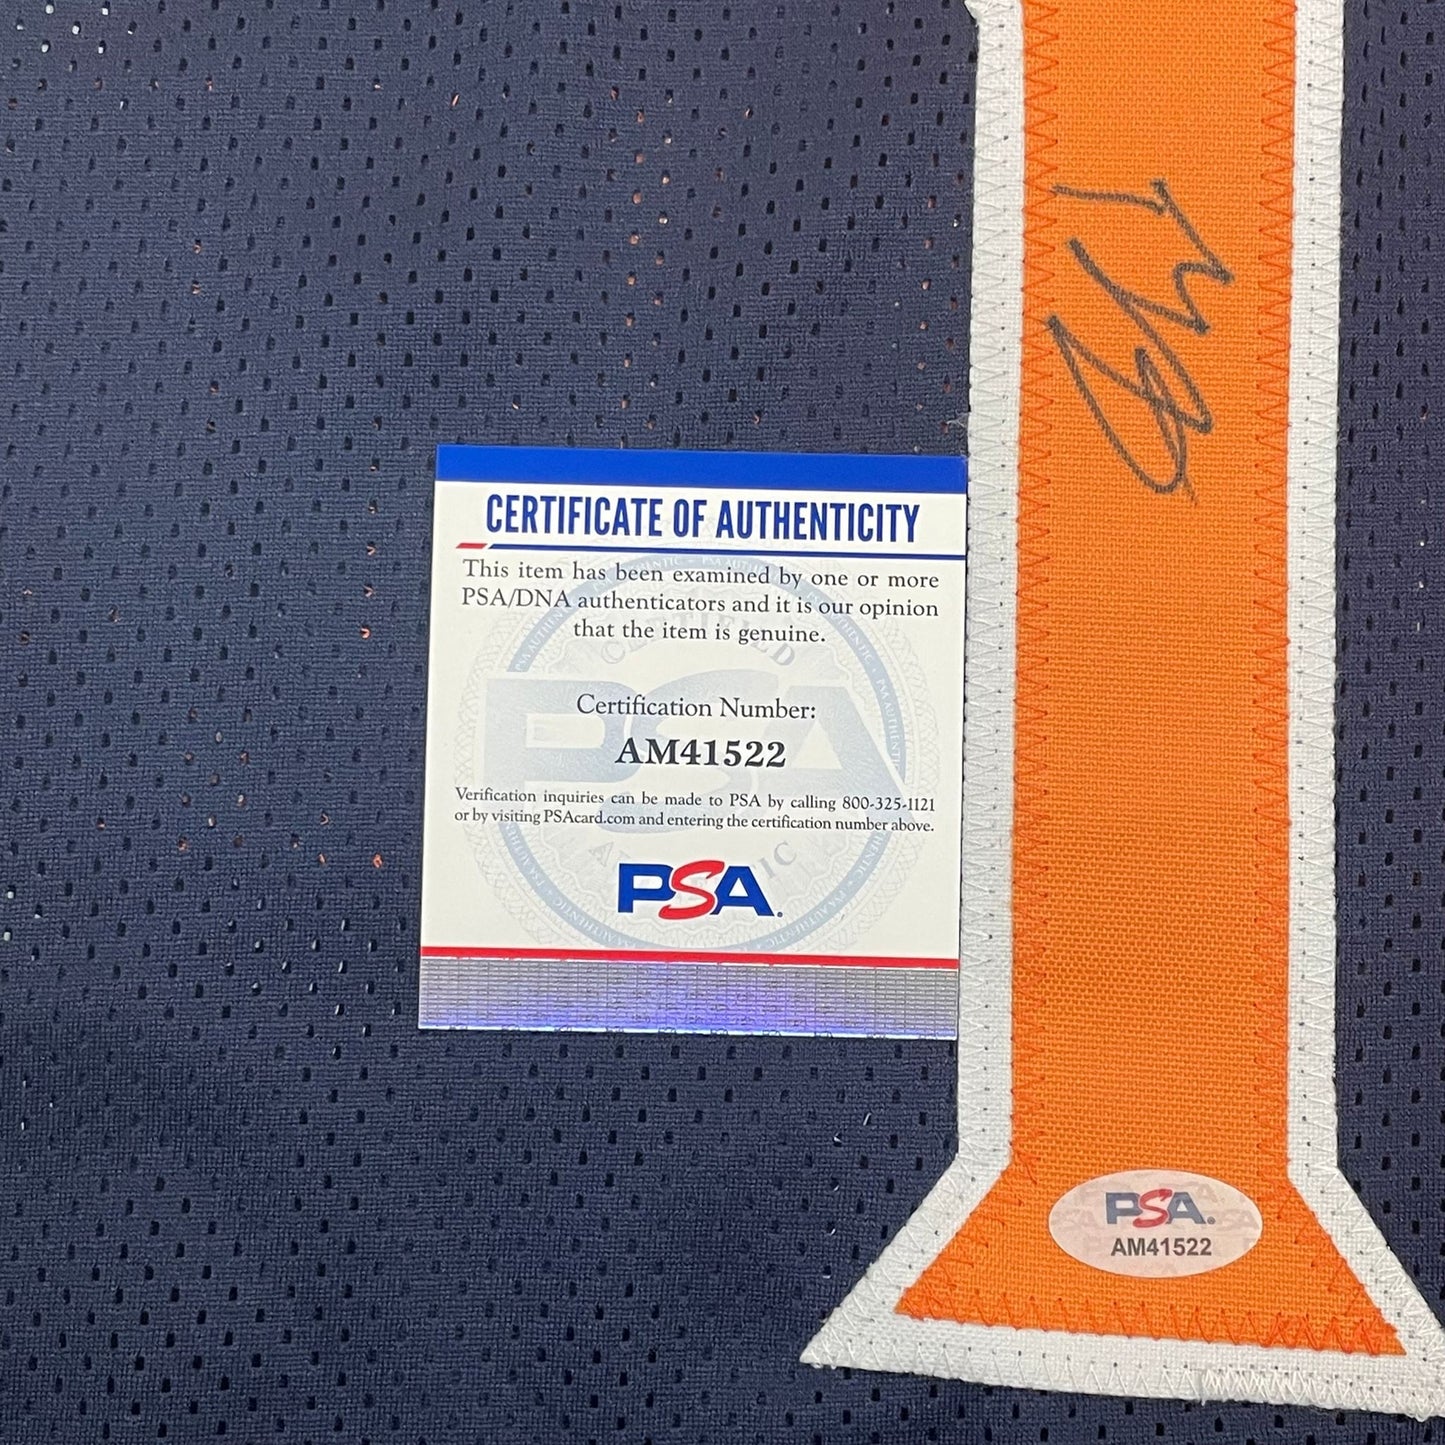 CERTIFICATE OF AUTHENTICITY
This item has been examined by one or more
PSA/DNA authenticators and it is our opinion
that the item is genuine.
Certification Number:
AM41522
Verification inquiries can be made to PSA by calling 800-325-1121
or by visiting PSAcard.com and entering the certification number above.
PSA
PSA
AM41522